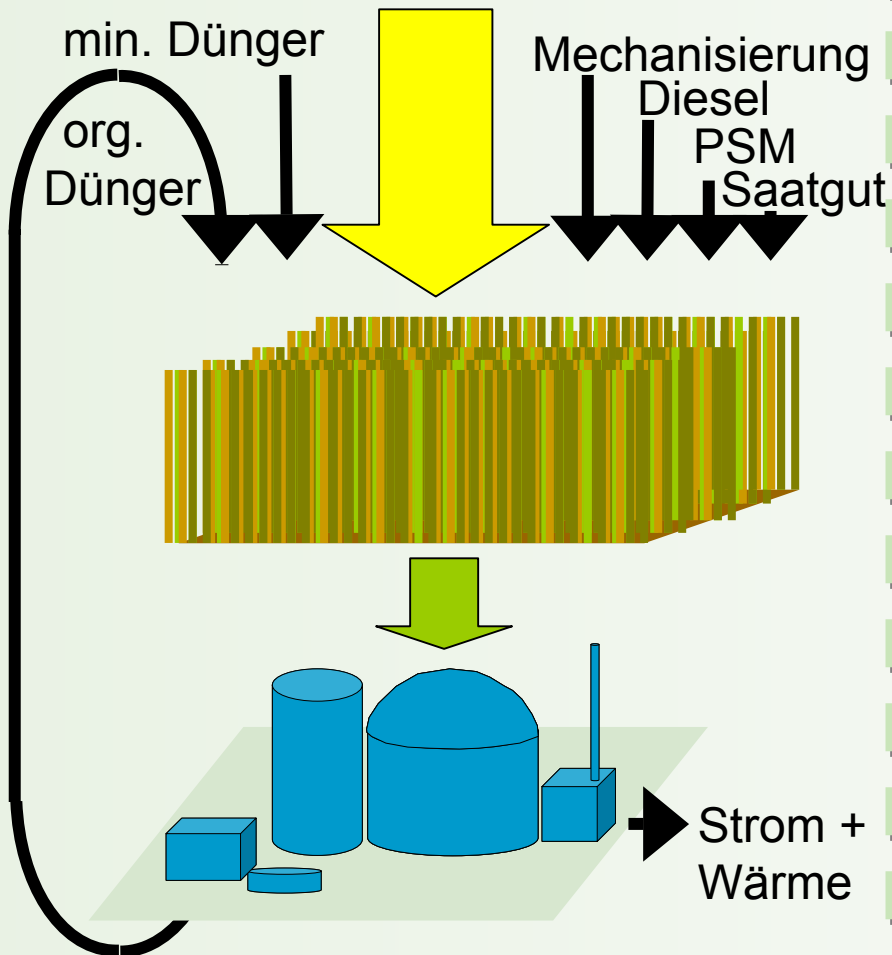 min. Dünger
org.
Dünger
Mechanisierung
Diesel
PSM
Saatgut
Strom +
Wärme